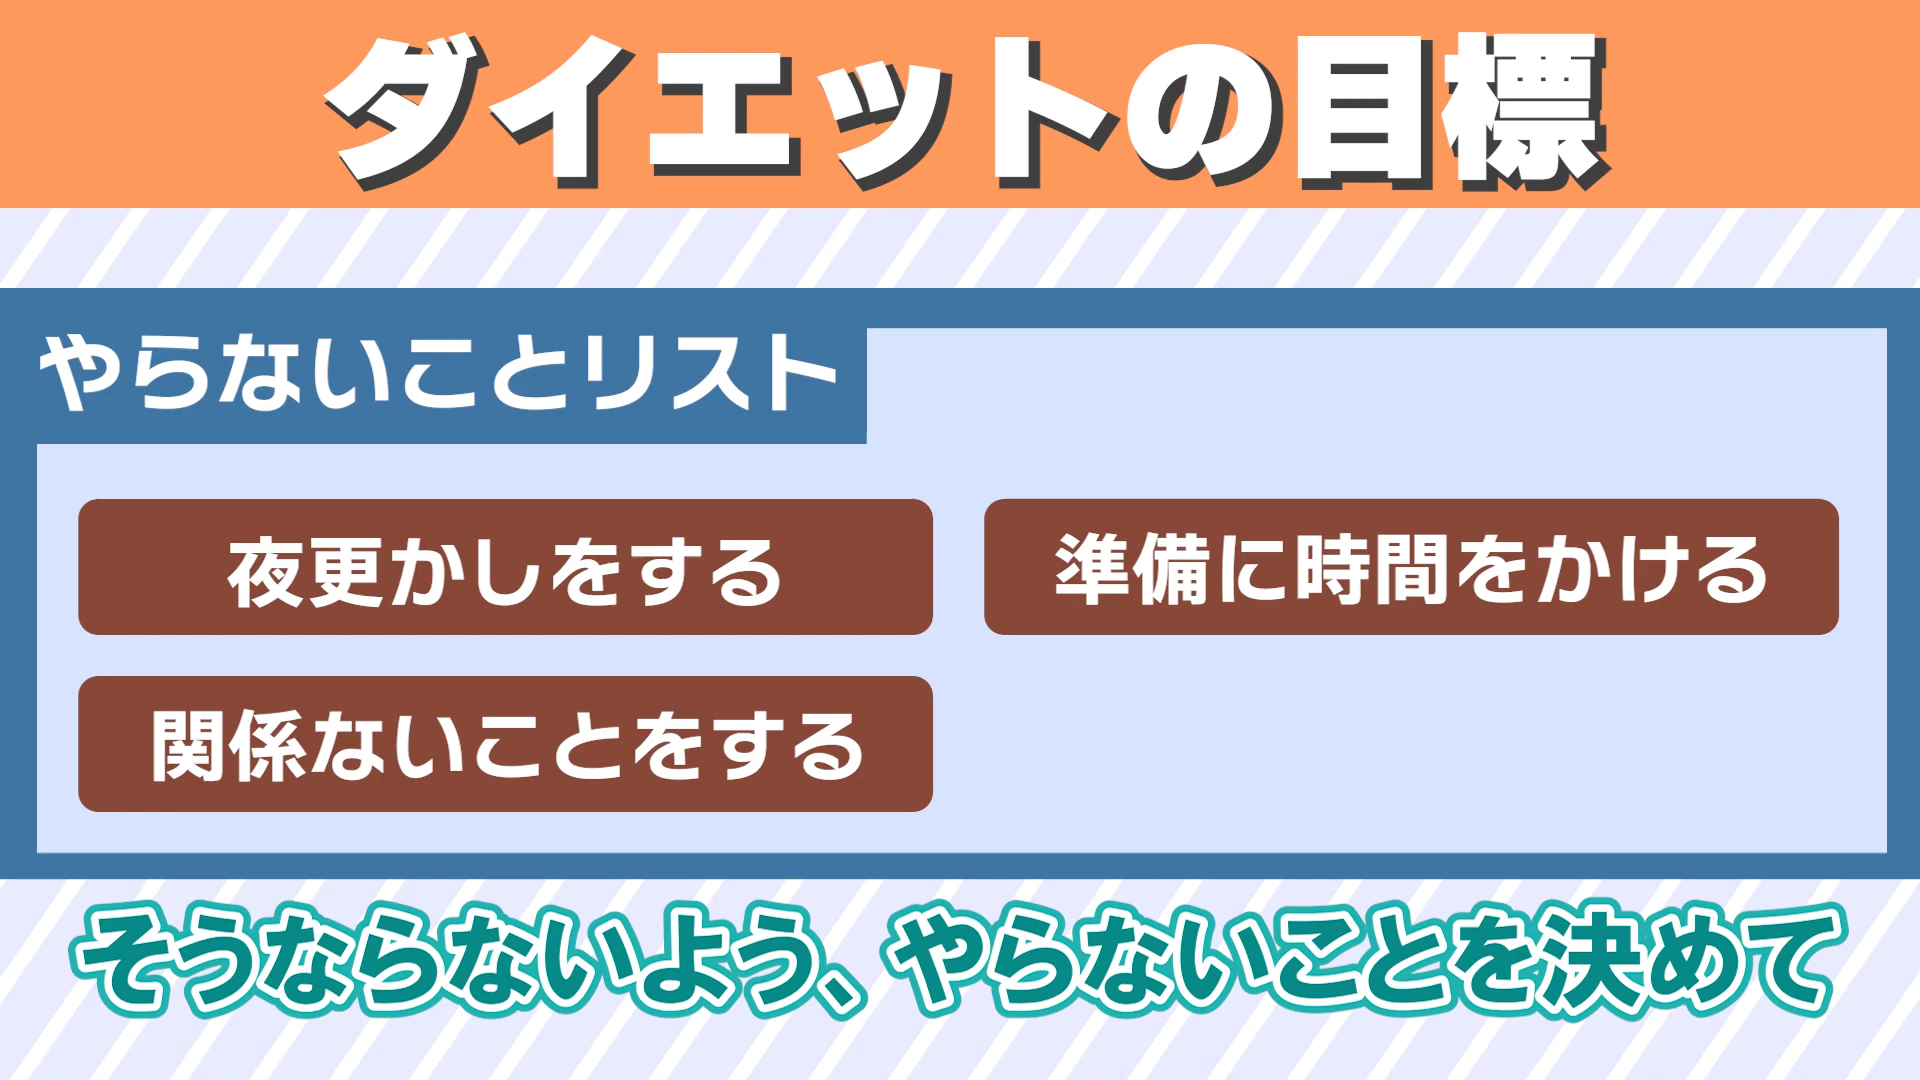 ダイエットの目標
やらないことリスト
夜更かしをする
準備に時間をかける
関係ないことをする
そうならないよう、やらないことを決めて